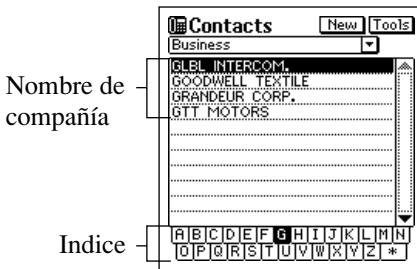 Contacts New Tools
Business
GLBL INTERCOM.
GOODWELL TEXTILE
GRANDEUR CORP.
GTT MOTORS
Nombre de
compañía
Indice
A B C D E F G H I J K L M N
O P Q R S T U V W X Y Z *